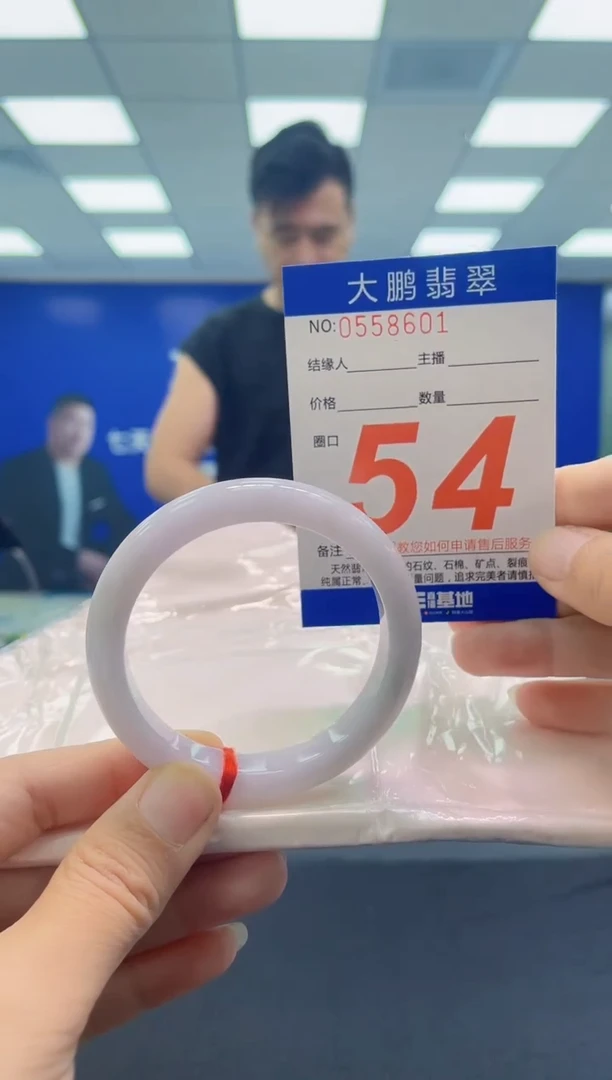 大鹏翡翠
NO:0558601
结缘人 主播
价格 数量
圈口 54
备注 教您如何申请售后服务
天然翡 的石纹、石棉、矿点、裂痕
纯属正常 量问题，追求完美者请慎
基地
七